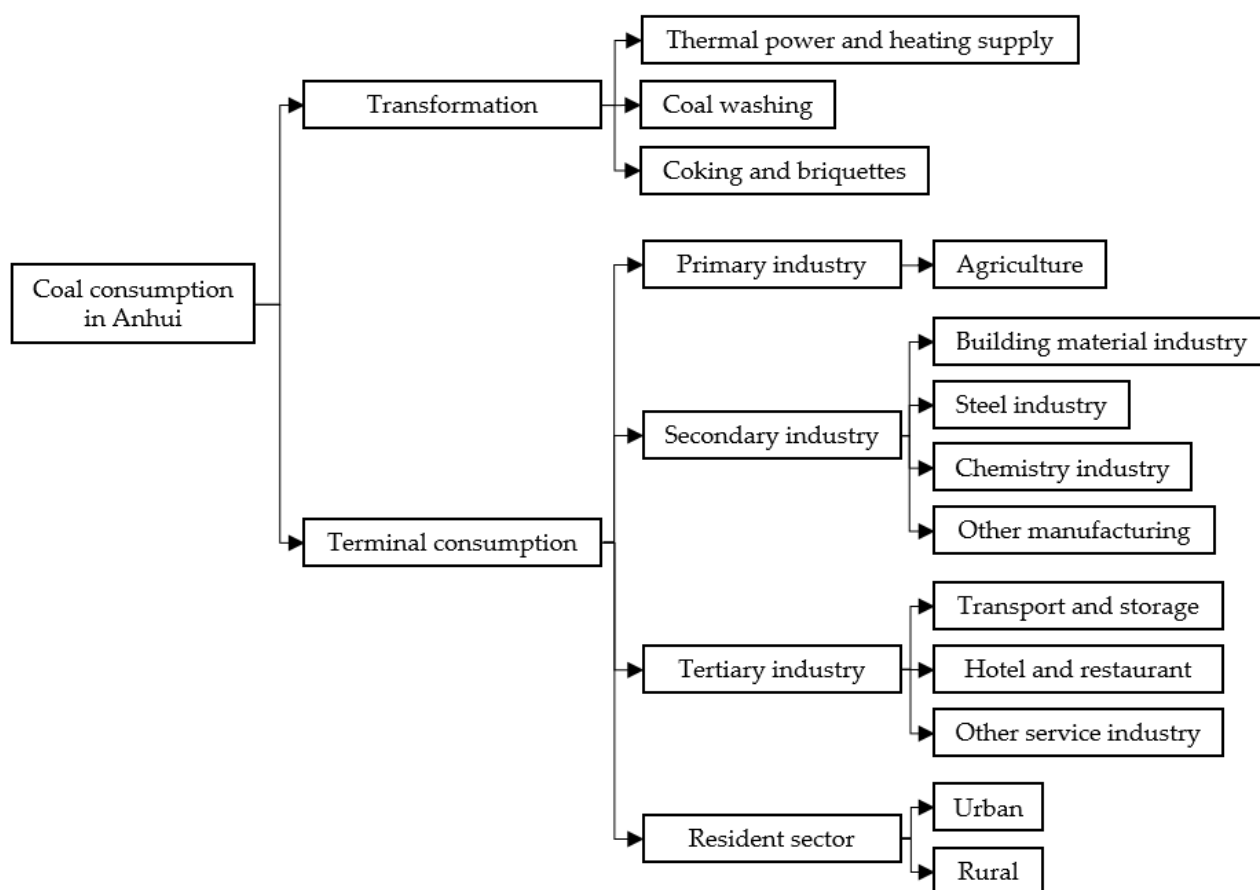 Coal consumption
in Anhui
Transformation
Thermal power and heating supply
Coal washing
Coking and briquettes
Terminal consumption
Primary industry
Agriculture
Secondary industry
Building material industry
Steel industry
Chemistry industry
Other manufacturing
Tertiary industry
Transport and storage
Hotel and restaurant
Other service industry
Resident sector
Urban
Rural